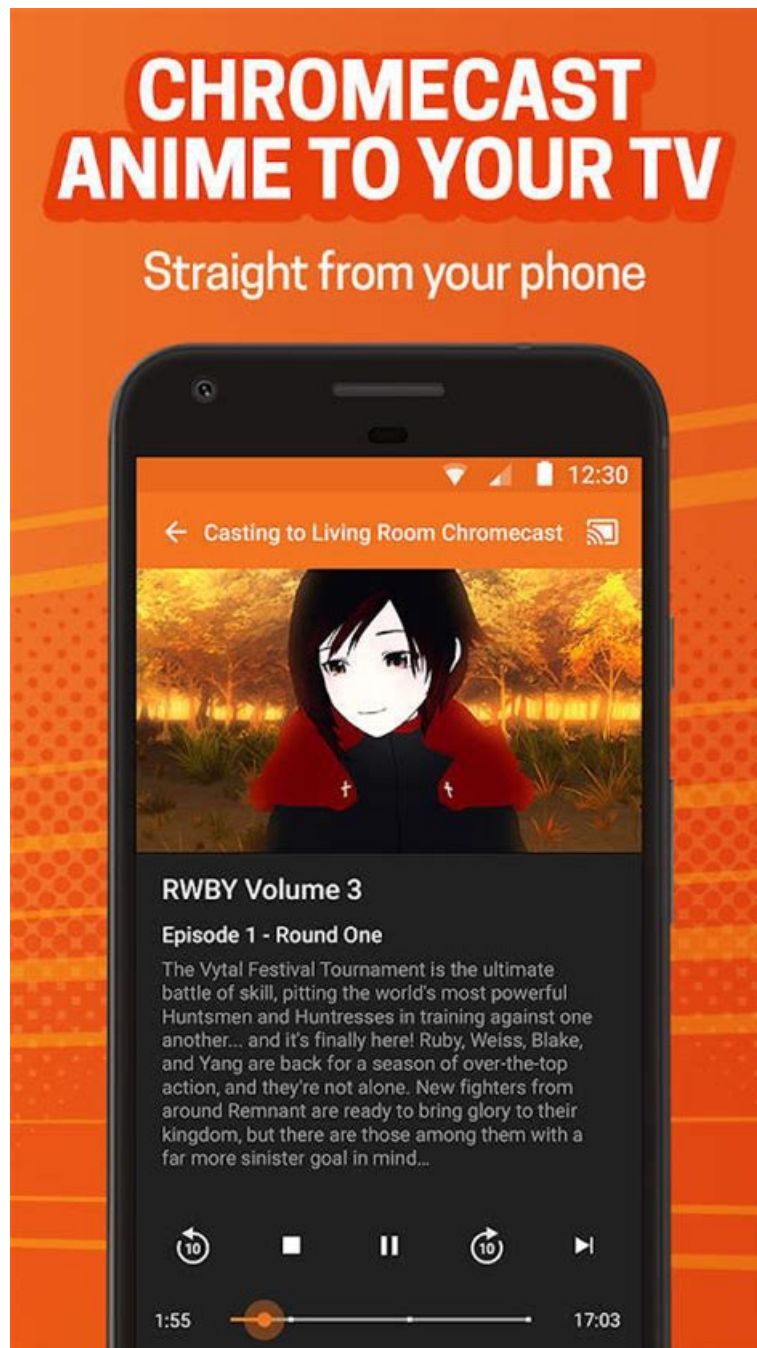 CHROMECAST
ANIME TO YOUR TV
Straight from your phone
12:30
Casting to Living Room Chromecast
RWBY Volume 3
Episode 1 - Round One
The Vytal Festival Tournament is the ultimate
battle of skill, pitting the world's most powerful
Huntsmen and Huntresses in training against one
another... and it's finally here! Ruby, Weiss, Blake,
and Yang are back for a season of over-the-top
action, and they're not alone. New fighters from
around Remnant are ready to bring glory to their
kingdom, but there are those among them with a
far more sinister goal in mind...
10
10
1:55
17:03